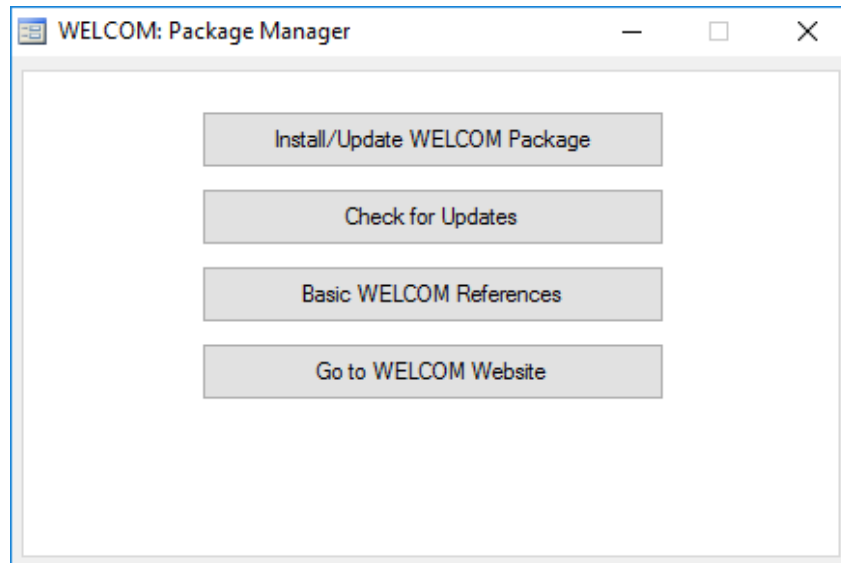 WELCOM: Package Manager
Install/Update WELCOM Package
Check for Updates
Basic WELCOM References
Go to WELCOM Website